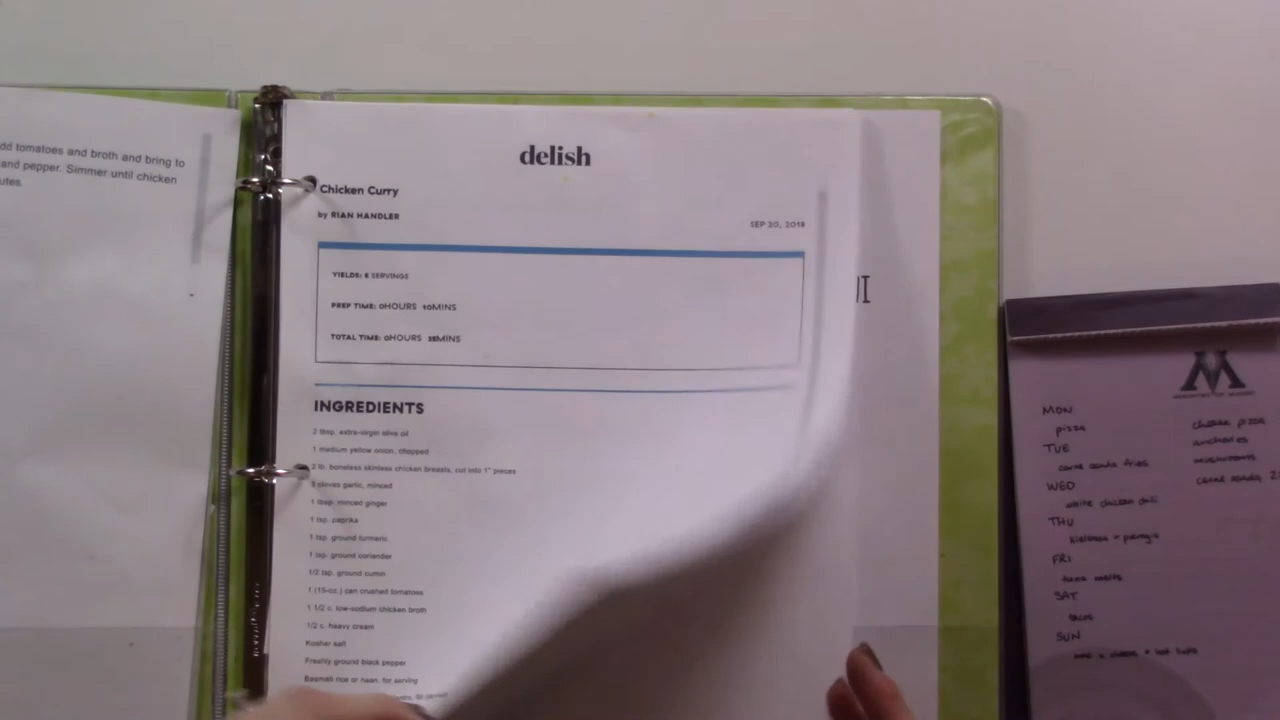 dd tomatoes and broth and bring to
and pepper. Simmer until chicken
utes.
delish
Chicken Curry
by RIAN HANDLER
SEP 20, 2018
YIELDS: 6 SERVINGS
PREP TIME: 0HOURS 10MINS
TOTAL TIME: 0HOURS 35MINS
INGREDIENTS
2 tbsp. extra-virgin olive oil
1 medium yellow onion, chopped
2 lb. boneless skinless chicken breasts, cut into 1" pieces
3 cloves garlic, minced
1 tbsp. minced ginger
1 tsp. paprika
1 tsp. ground turmeric
1 tsp. ground coriander
1/2 tsp. ground cumin
1 (15-oz.) can crushed tomatoes
1 1/2 c. low-sodium chicken broth
1/2 c. heavy cream
Kosher salt
Freshly ground black pepper
Basmati rice or naan, for serving
JI
M
MON
pizza
TUE
carne asada fries
WED
white chicken chili
THU
kielbasa +
FRI
tuna melts
SAT
tacos
SUN
mac n cheese + hot
cheese pizza
anchovies
mushrooms
carne asada 2